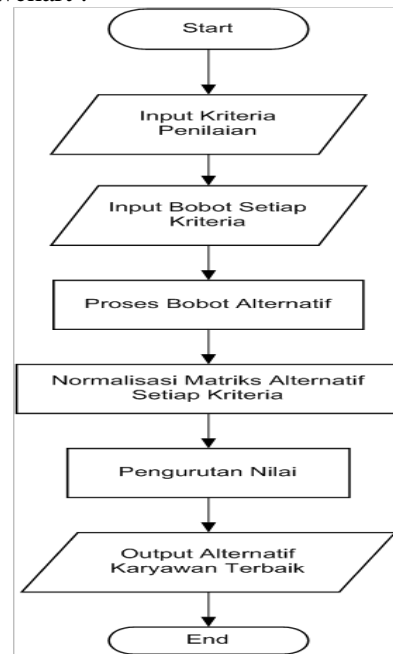 Start
Input Kriteria
Penilaian
Input Bobot Setiap
Kriteria
Proses Bobot Alternatif
Normalisasi Matriks Alternatif
Setiap Kriteria
Pengurutan Nilai
Output Alternatif
Karyawan Terbaik
End